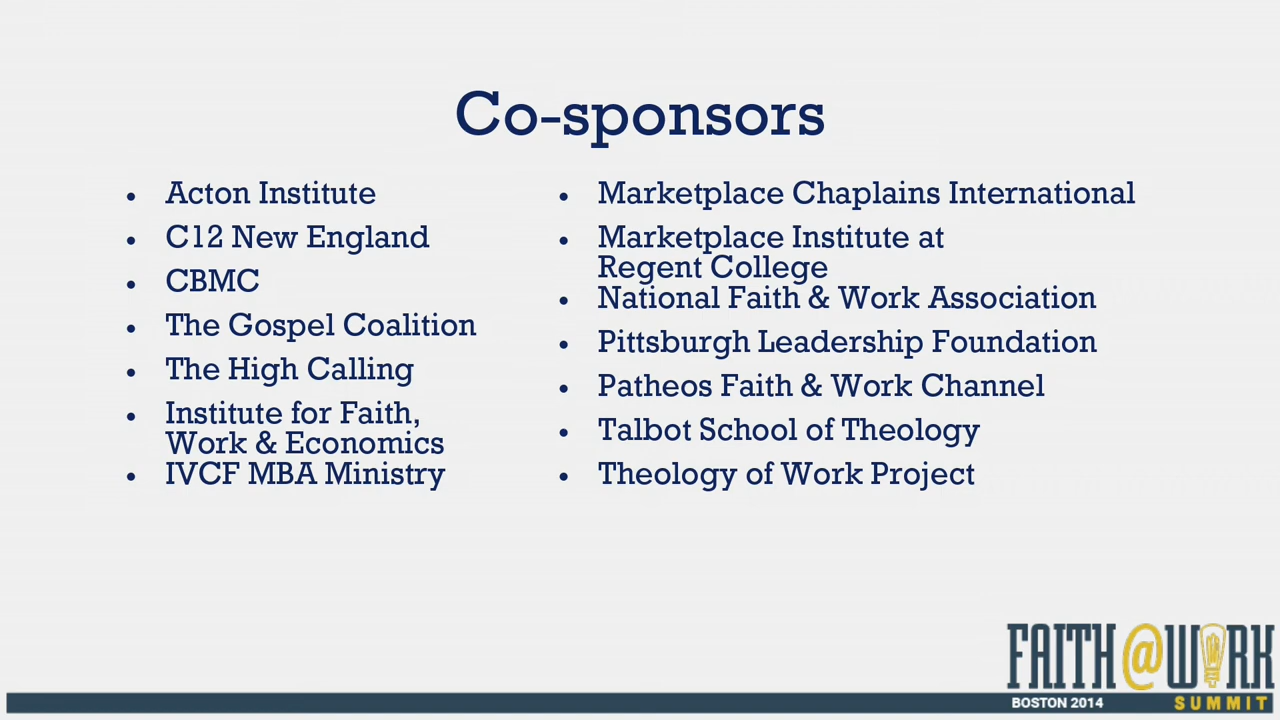 Co-sponsors
• Acton Institute
• C12 New England
• CBMC
• The Gospel Coalition
• The High Calling
• Institute for Faith,
Work & Economics
• IVCF MBA Ministry
• Marketplace Chaplains International
• Marketplace Institute at
Regent College
• National Faith & Work Association
• Pittsburgh Leadership Foundation
• Patheos Faith & Work Channel
• Talbot School of Theology
• Theology of Work Project
FAITH@WORK
BOSTON 2014 SUMMIT